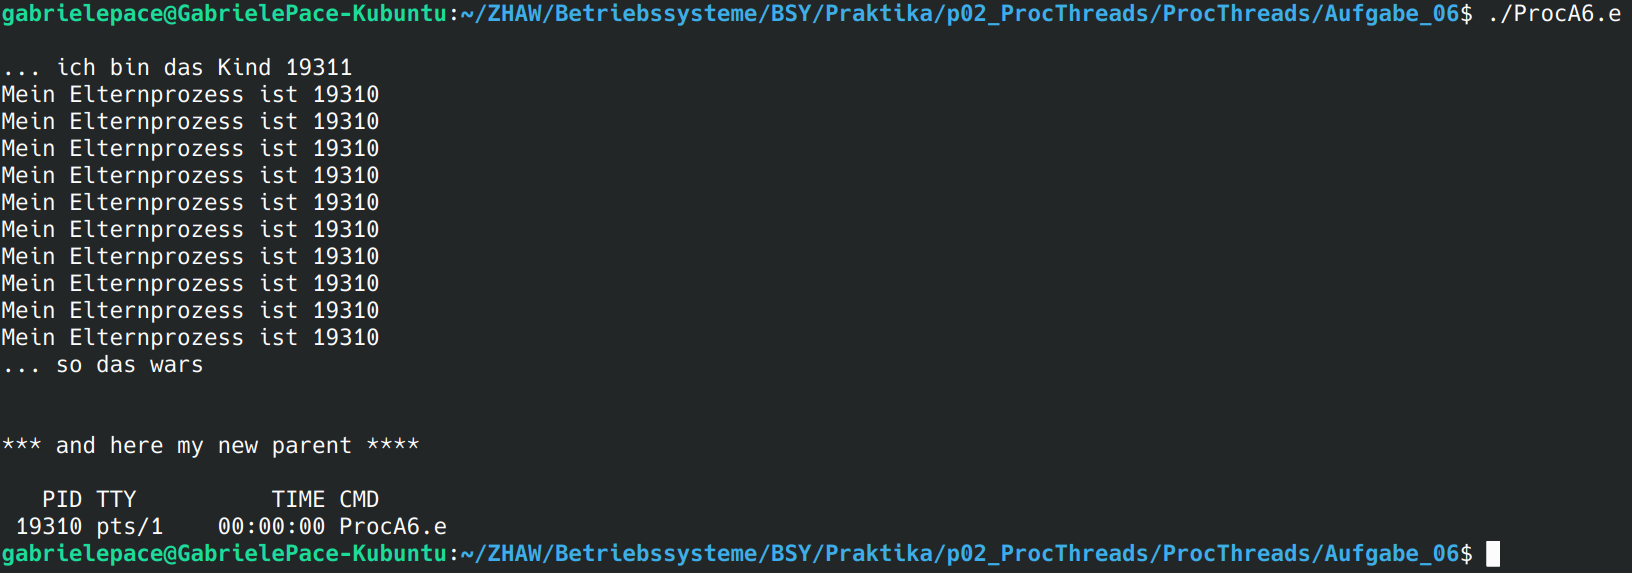 gabrielepace@GabrielePace-Kubuntu:~/ZHAW/Betriebssysteme/BSY/Praktika/p02_ProcThreads/ProcThreads/Aufgabe_06$ ./ProcA6.e
... ich bin das Kind 19311
Mein Elternprozess ist 19310
Mein Elternprozess ist 19310
Mein Elternprozess ist 19310
Mein Elternprozess ist 19310
Mein Elternprozess ist 19310
Mein Elternprozess ist 19310
Mein Elternprozess ist 19310
Mein Elternprozess ist 19310
Mein Elternprozess ist 19310
Mein Elternprozess ist 19310
... so das wars
*** and here my new parent ****
PID TTY TIME CMD
19310 pts/1 00:00:00 ProcA6.e
gabrielepace@GabrielePace-Kubuntu:~/ZHAW/Betriebssysteme/BSY/Praktika/p02_ProcThreads/ProcThreads/Aufgabe_06$